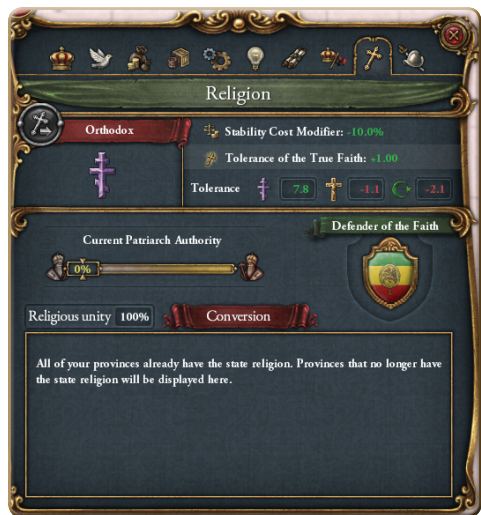 Religion
Orthodox
Stability Cost Modifier: -10.0%
Tolerance of the True Faith: +1.00
Tolerance 7.8 -1.1 -2.1
Defender of the Faith
Current Patriarch Authority
0%
Religious unity 100%
Conversion
All of your provinces already have the state religion. Provinces that no longer have
the state religion will be displayed here.